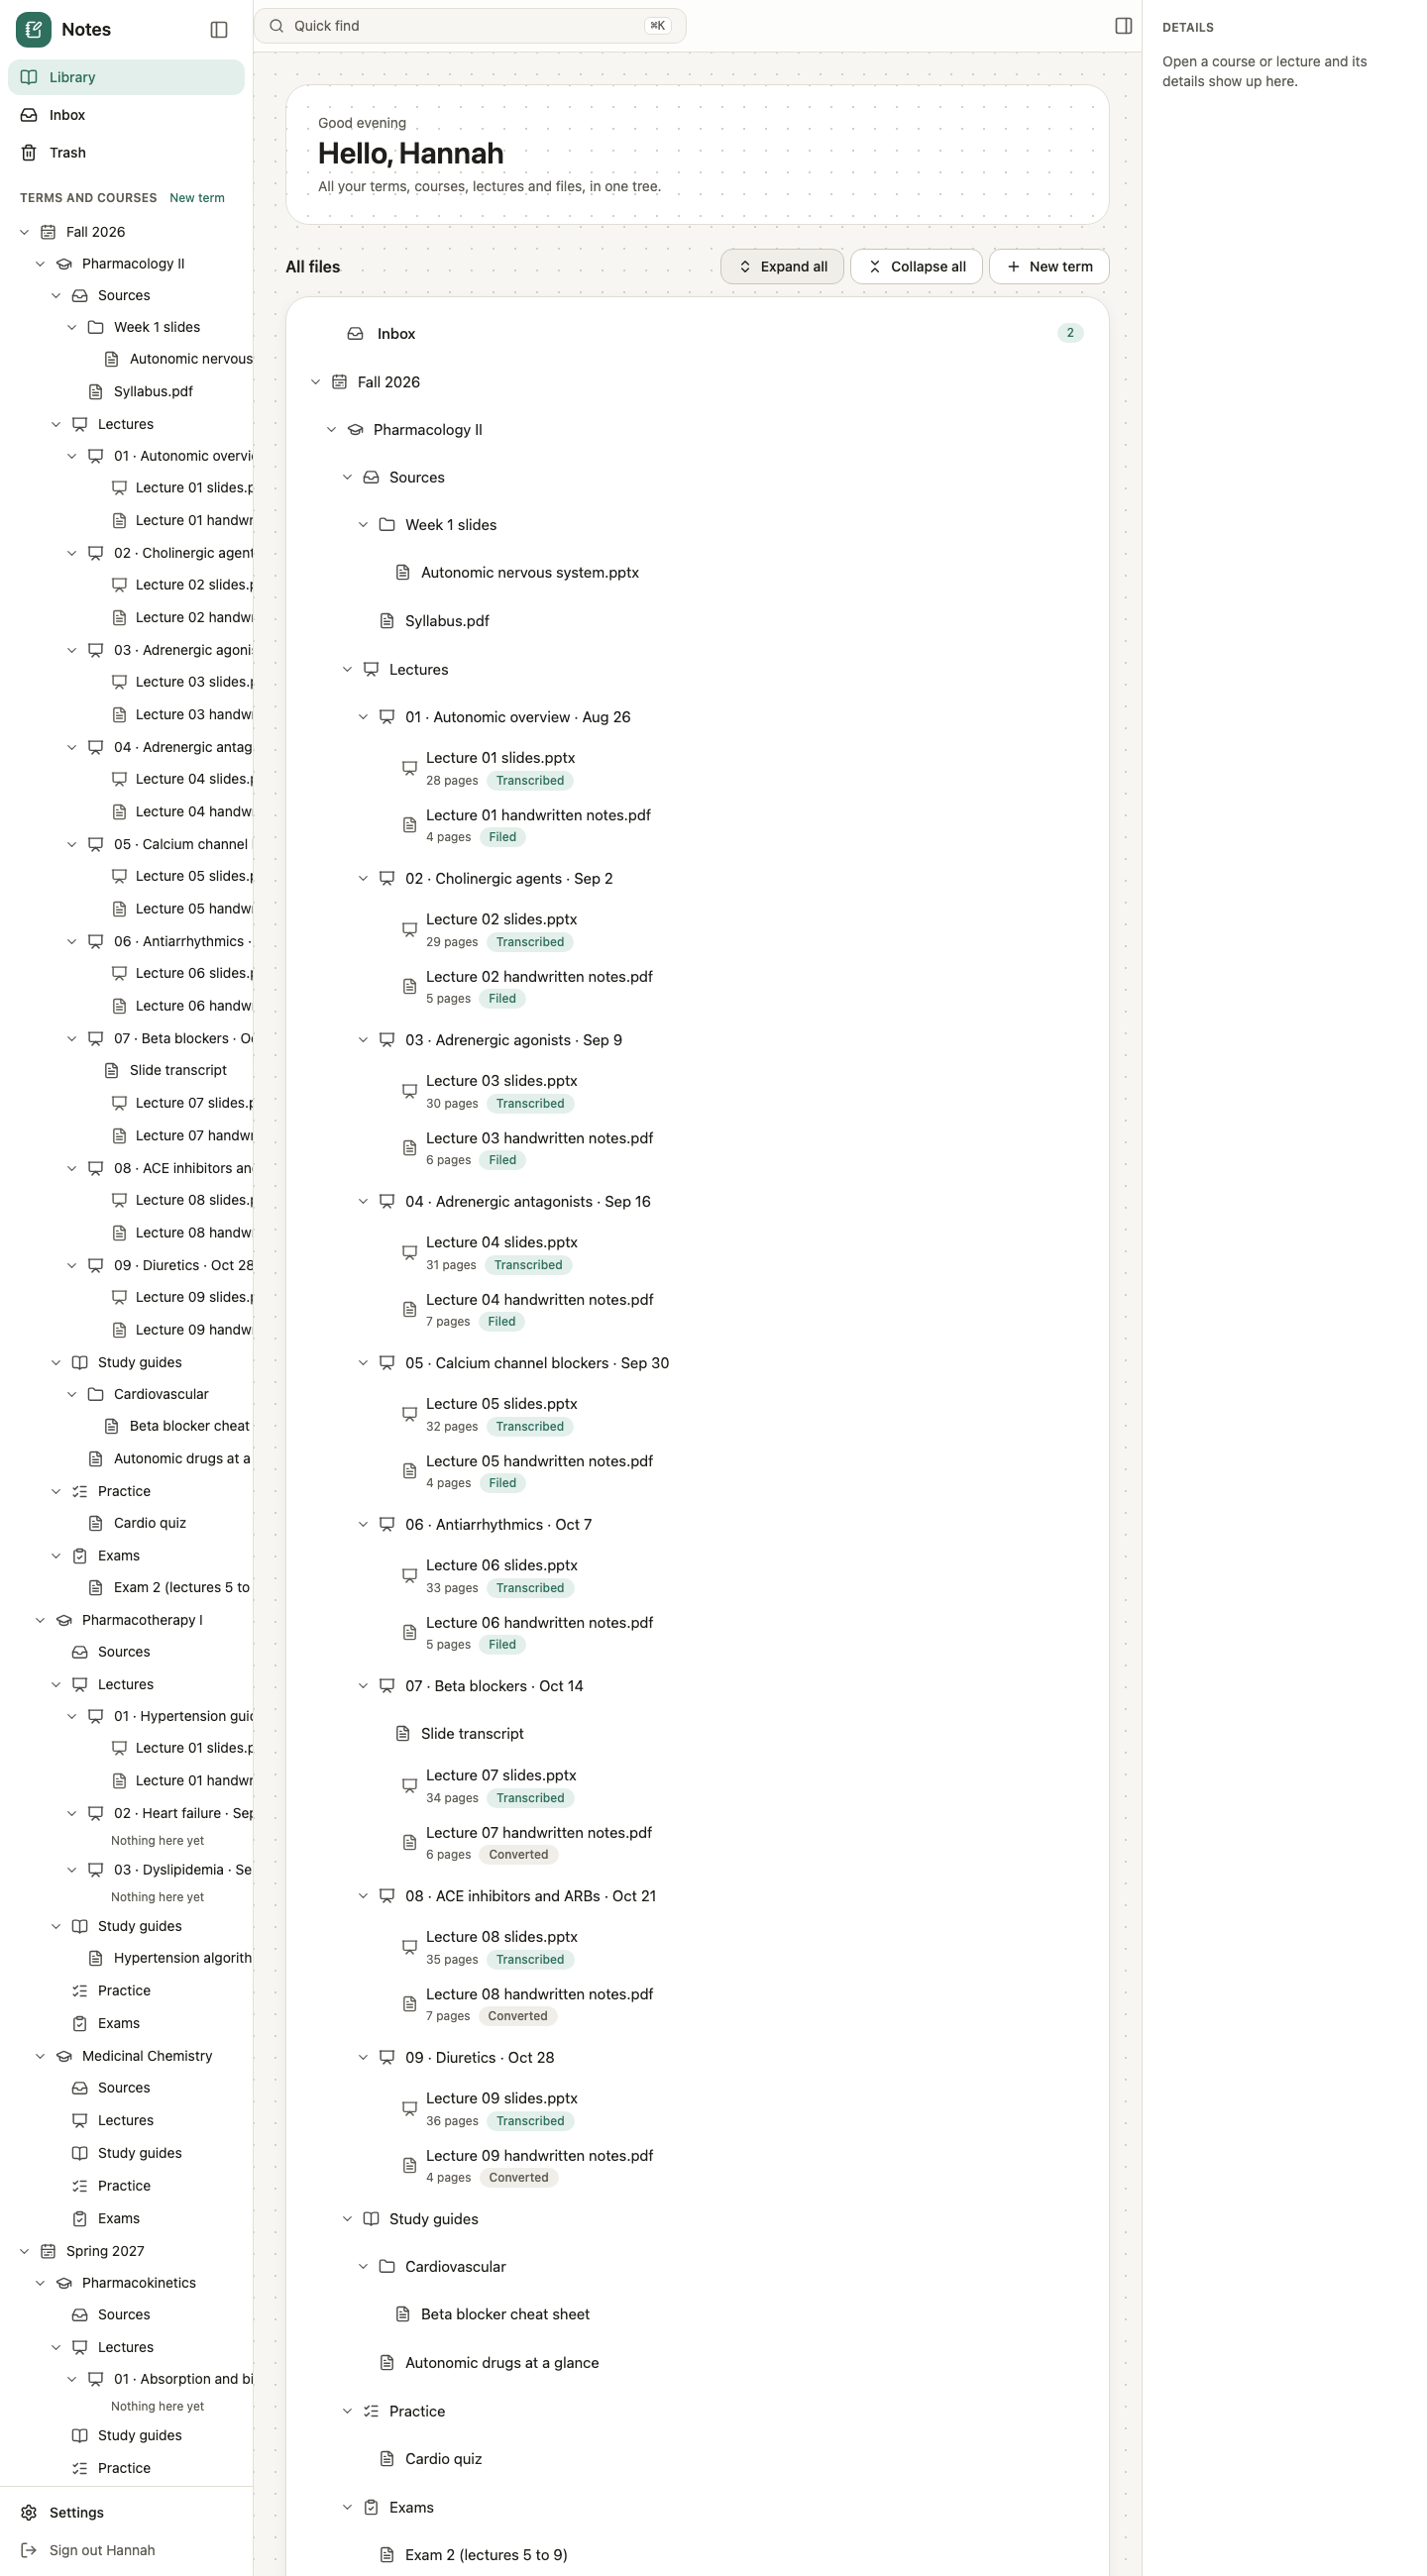 Notes
Library
Inbox
Trash
TERMS AND COURSES New term
Fall 2026
Pharmacology II
Sources
Week 1 slides
Autonomic nervous
Syllabus.pdf
Lectures
01 · Autonomic overvi
Lecture 01 slides.p
Lecture 01 handwr
02 · Cholinergic agent
Lecture 02 slides.p
Lecture 02 handwr
03 · Adrenergic agonis
Lecture 03 slides.p
Lecture 03 handwr
04 · Adrenergic antag
Lecture 04 slides.p
Lecture 04 handwr
05 · Calcium channel
Lecture 05 slides.p
Lecture 05 handwr
06 · Antiarrhythmics ·
Lecture 06 slides.p
Lecture 06 handwr
07 · Beta blockers · Oc
Slide transcript
Lecture 07 slides.p
Lecture 07 handwr
08 · ACE inhibitors and
Lecture 08 slides.p
Lecture 08 handwr
09 · Diuretics · Oct 28
Lecture 09 slides.p
Lecture 09 handwr
Study guides
Cardiovascular
Beta blocker cheat
Autonomic drugs at a
Practice
Cardio quiz
Exams
Exam 2 (lectures 5 to
Pharmacotherapy I
Sources
Lectures
01 · Hypertension guid
Lecture 01 slides.p
Lecture 01 handwr
02 · Heart failure · Sep
Nothing here yet
03 · Dyslipidemia · Se
Nothing here yet
Study guides
Hypertension algorith
Practice
Exams
Medicinal Chemistry
Sources
Lectures
Study guides
Practice
Exams
Spring 2027
Pharmacokinetics
Sources
Lectures
01 · Absorption and bi
Nothing here yet
Study guides
Practice
Settings
Sign out Hannah
Quick find ⌘K
Good evening
Hello, Hannah
All your terms, courses, lectures and files, in one tree.
All files Expand all Collapse all New term
Inbox 2
Fall 2026
Pharmacology II
Sources
Week 1 slides
Autonomic nervous system.pptx
Syllabus.pdf
Lectures
01 · Autonomic overview · Aug 26
Lecture 01 slides.pptx
28 pages Transcribed
Lecture 01 handwritten notes.pdf
4 pages Filed
02 · Cholinergic agents · Sep 2
Lecture 02 slides.pptx
29 pages Transcribed
Lecture 02 handwritten notes.pdf
5 pages Filed
03 · Adrenergic agonists · Sep 9
Lecture 03 slides.pptx
30 pages Transcribed
Lecture 03 handwritten notes.pdf
6 pages Filed
04 · Adrenergic antagonists · Sep 16
Lecture 04 slides.pptx
31 pages Transcribed
Lecture 04 handwritten notes.pdf
7 pages Filed
05 · Calcium channel blockers · Sep 30
Lecture 05 slides.pptx
32 pages Transcribed
Lecture 05 handwritten notes.pdf
4 pages Filed
06 · Antiarrhythmics · Oct 7
Lecture 06 slides.pptx
33 pages Transcribed
Lecture 06 handwritten notes.pdf
5 pages Filed
07 · Beta blockers · Oct 14
Slide transcript
Lecture 07 slides.pptx
34 pages Transcribed
Lecture 07 handwritten notes.pdf
6 pages Converted
08 · ACE inhibitors and ARBs · Oct 21
Lecture 08 slides.pptx
35 pages Transcribed
Lecture 08 handwritten notes.pdf
7 pages Converted
09 · Diuretics · Oct 28
Lecture 09 slides.pptx
36 pages Transcribed
Lecture 09 handwritten notes.pdf
4 pages Converted
Study guides
Cardiovascular
Beta blocker cheat sheet
Autonomic drugs at a glance
Practice
Cardio quiz
Exams
Exam 2 (lectures 5 to 9)
DETAILS
Open a course or lecture and its
details show up here.